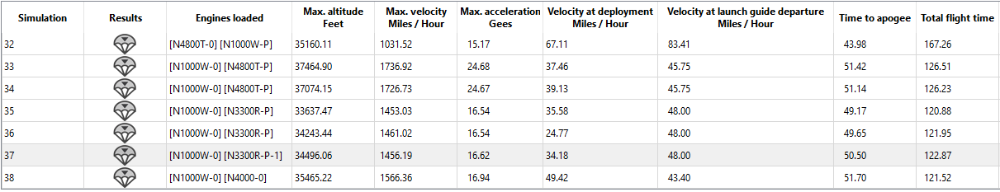 Simulation Results Engines loaded Max. altitude Feet Max. velocity Miles / Hour Max. acceleration Gees Velocity at deployment Miles / Hour Velocity at launch guide departure Miles / Hour Time to apogee Total flight time
32 [N4800T-0] [N1000W-P] 35160.11 1031.52 15.17 67.11 83.41 43.98 167.26
33 [N1000W-0] [N4800T-P] 37464.90 1736.92 24.68 37.46 45.75 51.42 126.51
34 [N1000W-0] [N4800T-P] 37074.15 1726.73 24.67 39.13 45.75 51.14 126.23
35 [N1000W-0] [N3300R-P] 33637.47 1453.03 16.54 35.58 48.00 49.17 120.88
36 [N1000W-0] [N3300R-P] 34243.44 1461.02 16.54 24.77 48.00 49.65 121.95
37 [N1000W-0] [N3300R-P-1] 34496.06 1456.19 16.62 34.18 48.00 50.50 122.87
38 [N1000W-0] [N4000-0] 35465.22 1566.36 16.94 49.42 43.40 51.70 121.52